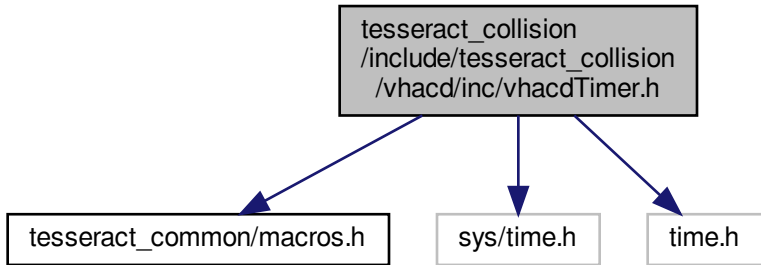 tesseract_collision
/include/tesseract_collision
/vhacd/inc/vhacdTimer.h
tesseract_common/macros.h
sys/time.h
time.h